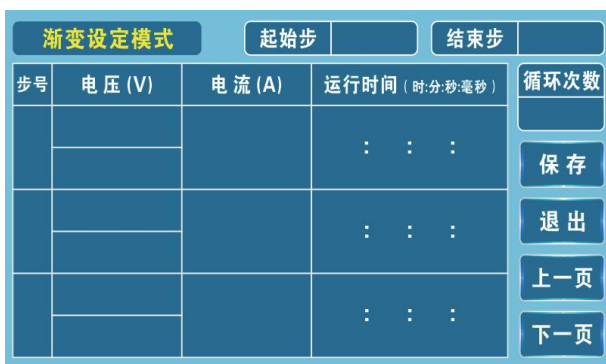 渐变设定模式 起始步 结束步
步号 电压(V) 电流(A) 运行时间(时:分:秒:毫秒) 循环次数
: : :
保存
: : :
退出
上一页
: : :
下一页